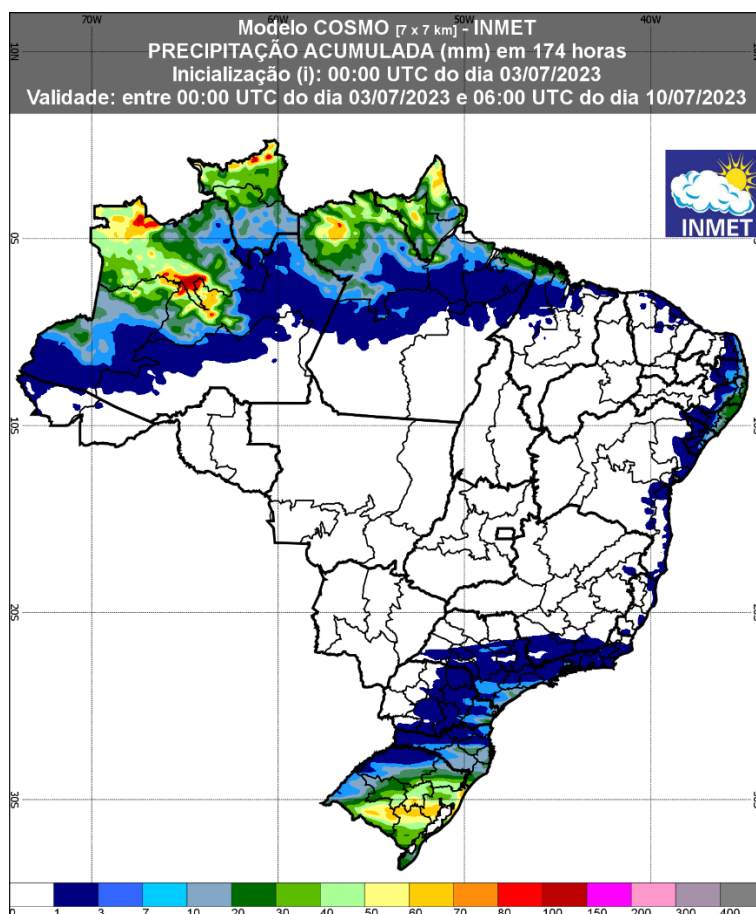 Modelo COSMO [7 x 7 km] - INMET
PRECIPITAÇÃO ACUMULADA (mm) em 174 horas
Inicialização (i): 00:00 UTC do dia 03/07/2023
Validade: entre 00:00 UTC do dia 03/07/2023 e 06:00 UTC do dia 10/07/2023
70W 60W 50W 40W
10N
INMET
0S
10S 10S
20S 20S
30S
0 1 3 7 10 20 30 40 50 60 70 80 100 150 200 300 400